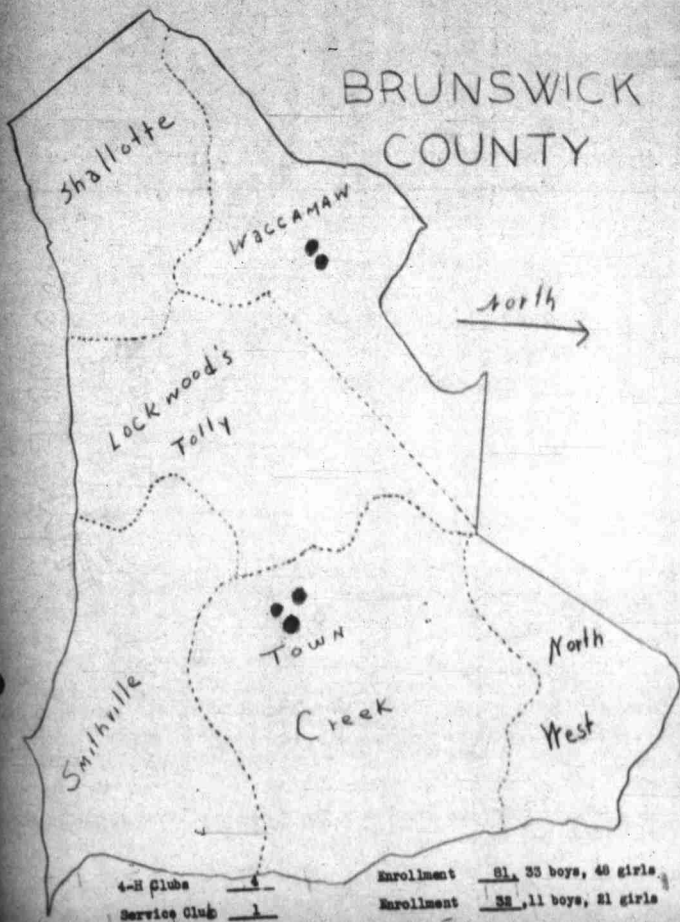 BRUNSWICK
COUNTY
Shallotte
Waccamaw
North
Lockwood's
Tolly
Town
Creek
North
West
Smithville
4-H Clubs 4 Enrollment 81, 33 boys, 48 girls
Service Club 1 Enrollment 32, 11 boys, 21 girls